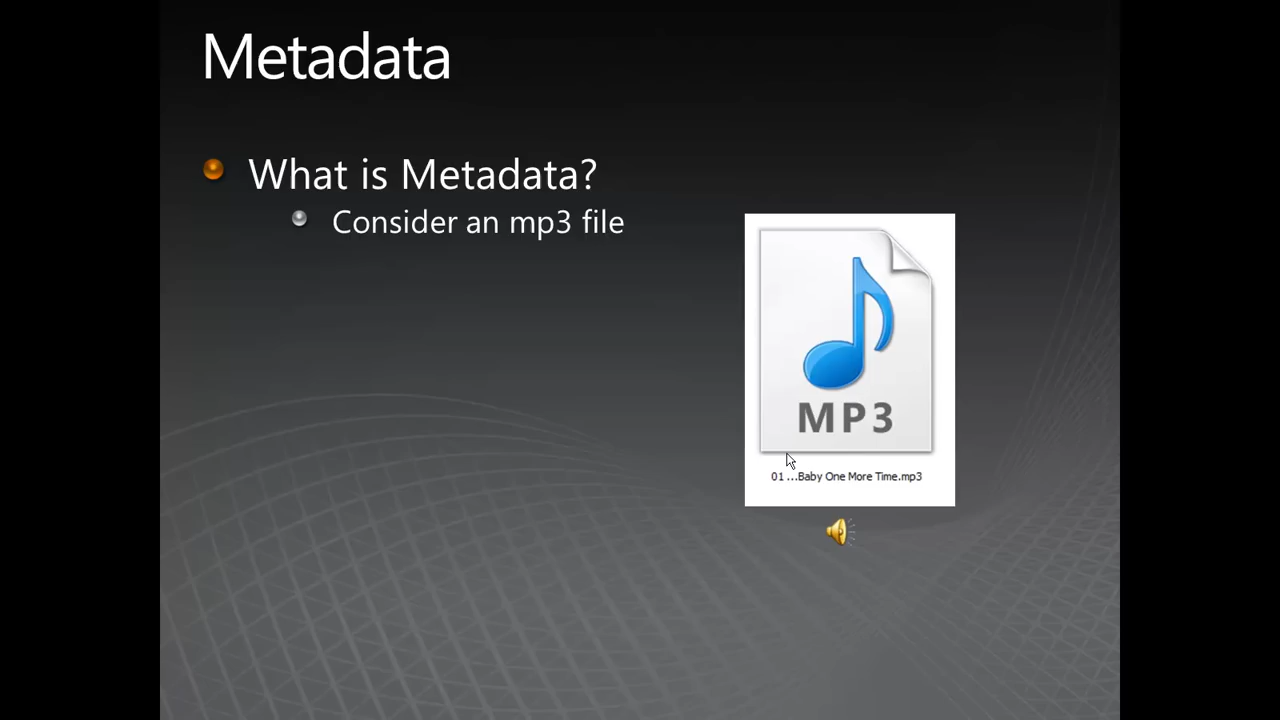 Metadata
What is Metadata?
Consider an mp3 file
MP3
01 ...Baby One More Time.mp3